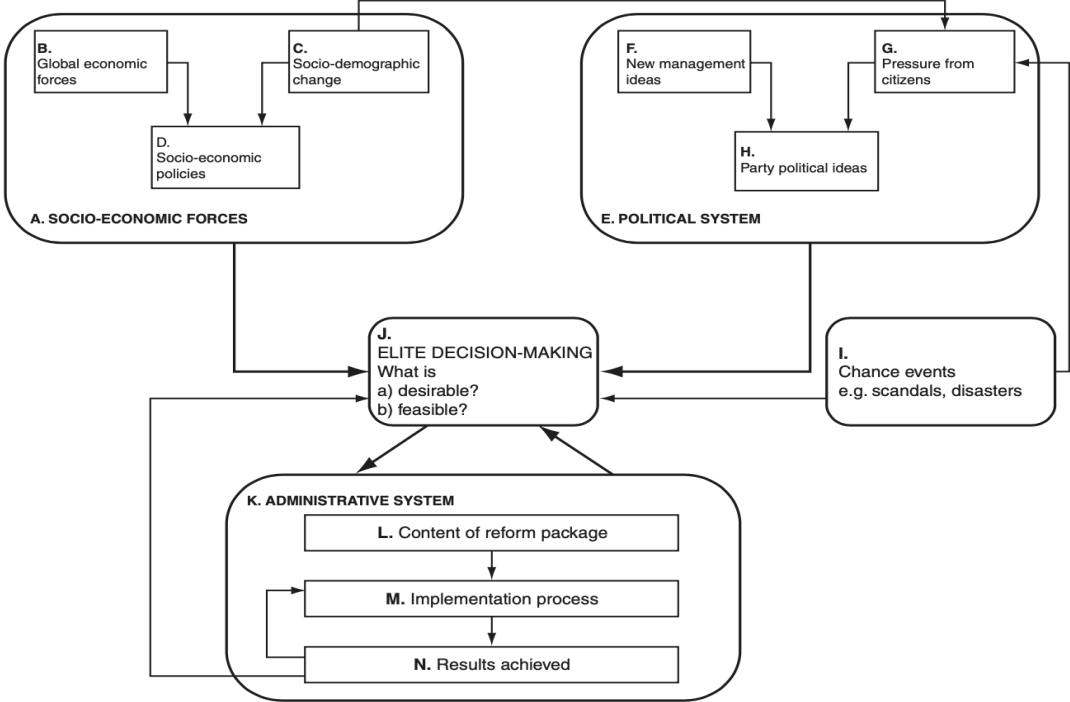 B.
Global economic
forces
C.
Socio-demographic
change
D.
Socio-economic
policies
A. SOCIO-ECONOMIC FORCES
F.
New management
ideas
G.
Pressure from
citizens
H.
Party political ideas
E. POLITICAL SYSTEM
J.
ELITE DECISION-MAKING
What is
a) desirable?
b) feasible?
I.
Chance events
e.g. scandals, disasters
K. ADMINISTRATIVE SYSTEM
L. Content of reform package
M. Implementation process
N. Results achieved